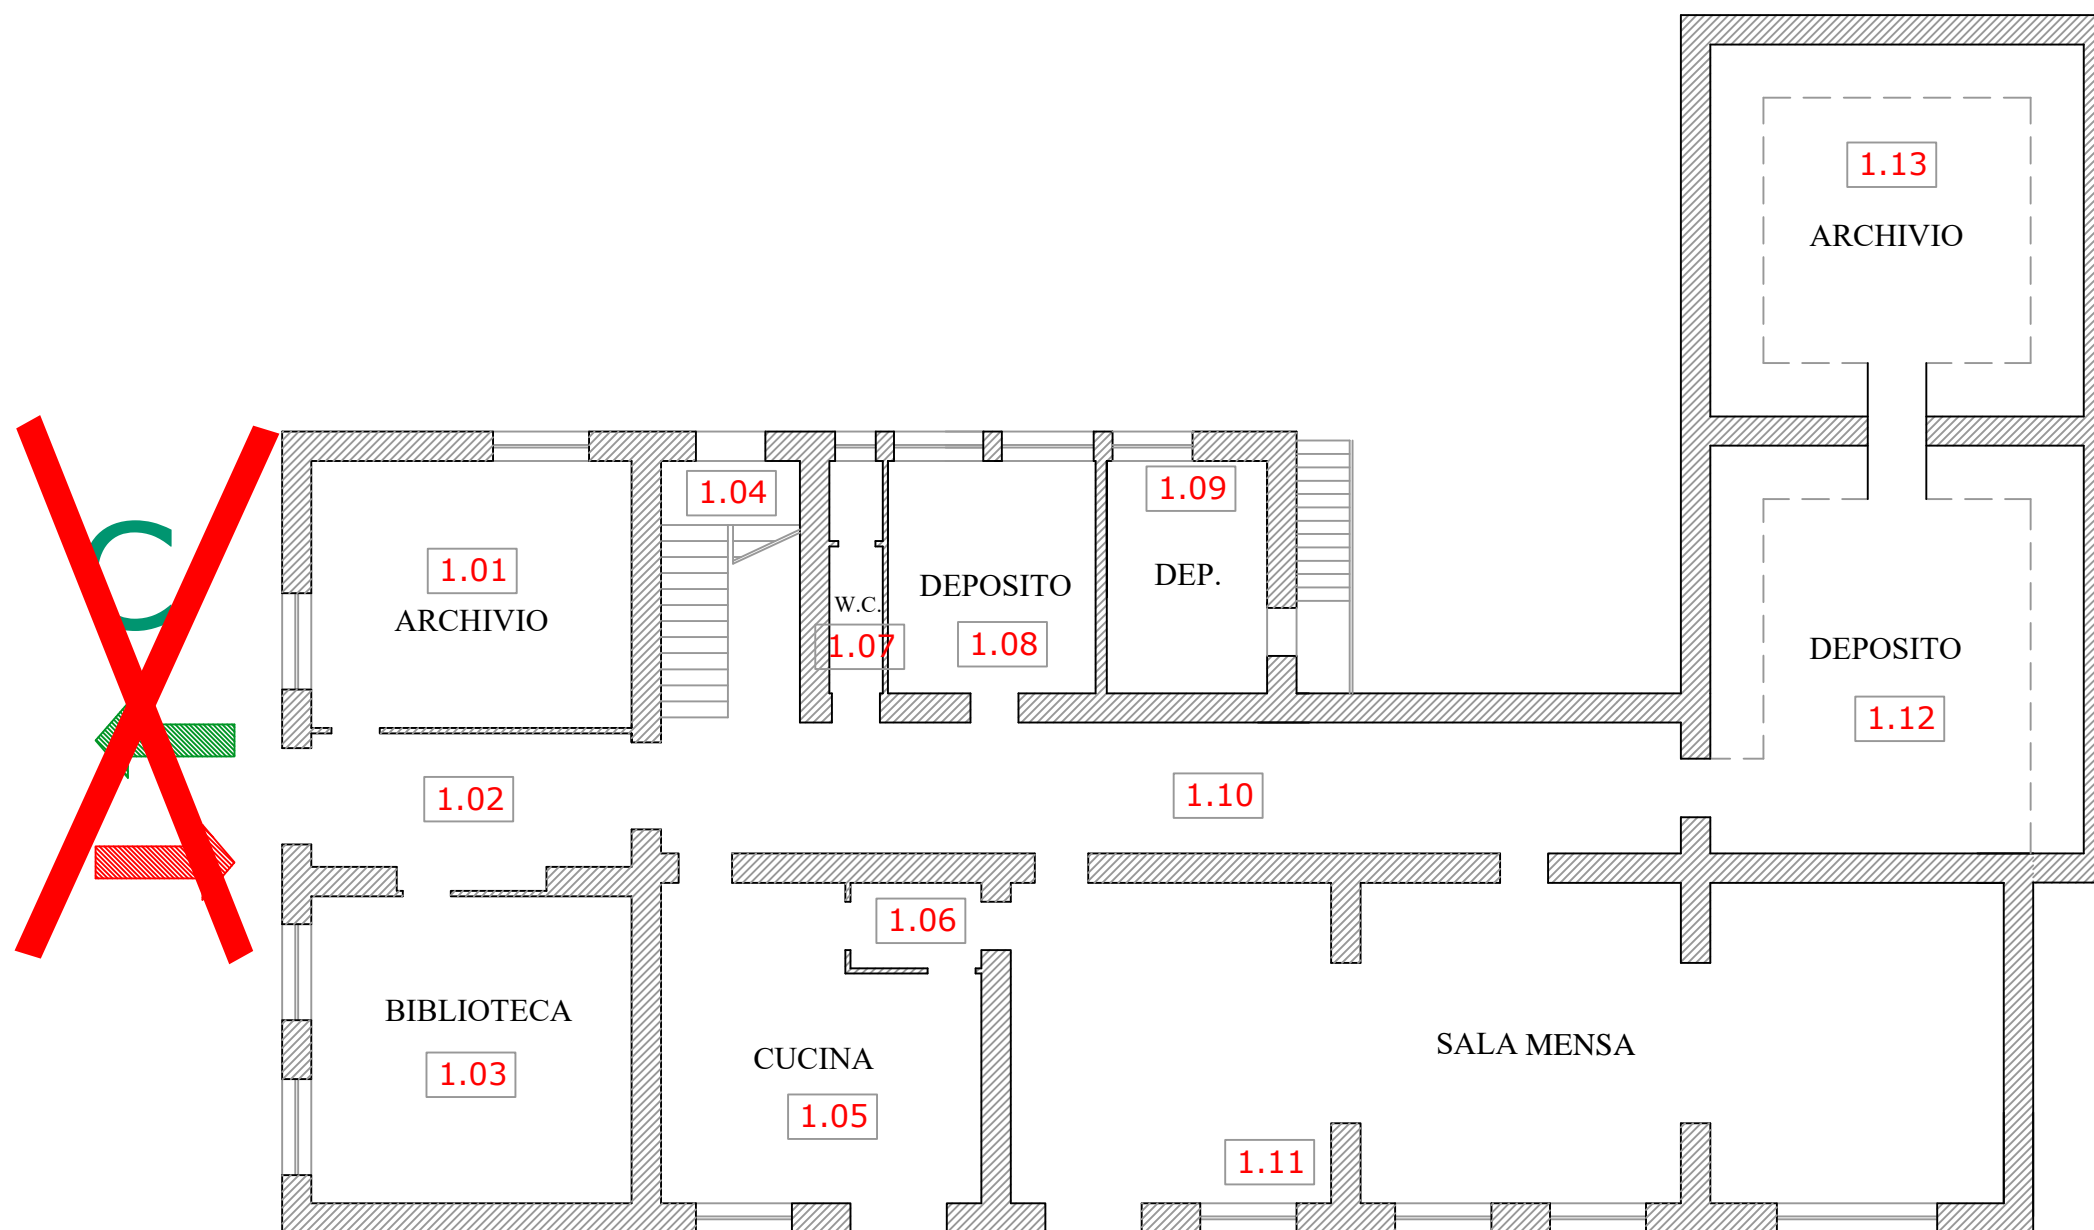 1.13
ARCHIVIO
1.04
1.09
C
1.01
ARCHIVIO
W.C.
1.07
DEPOSITO
1.08
DEP.
DEPOSITO
1.12
1.02
1.10
1.06
BIBLIOTECA
1.03
CUCINA
1.05
SALA MENSA
1.11